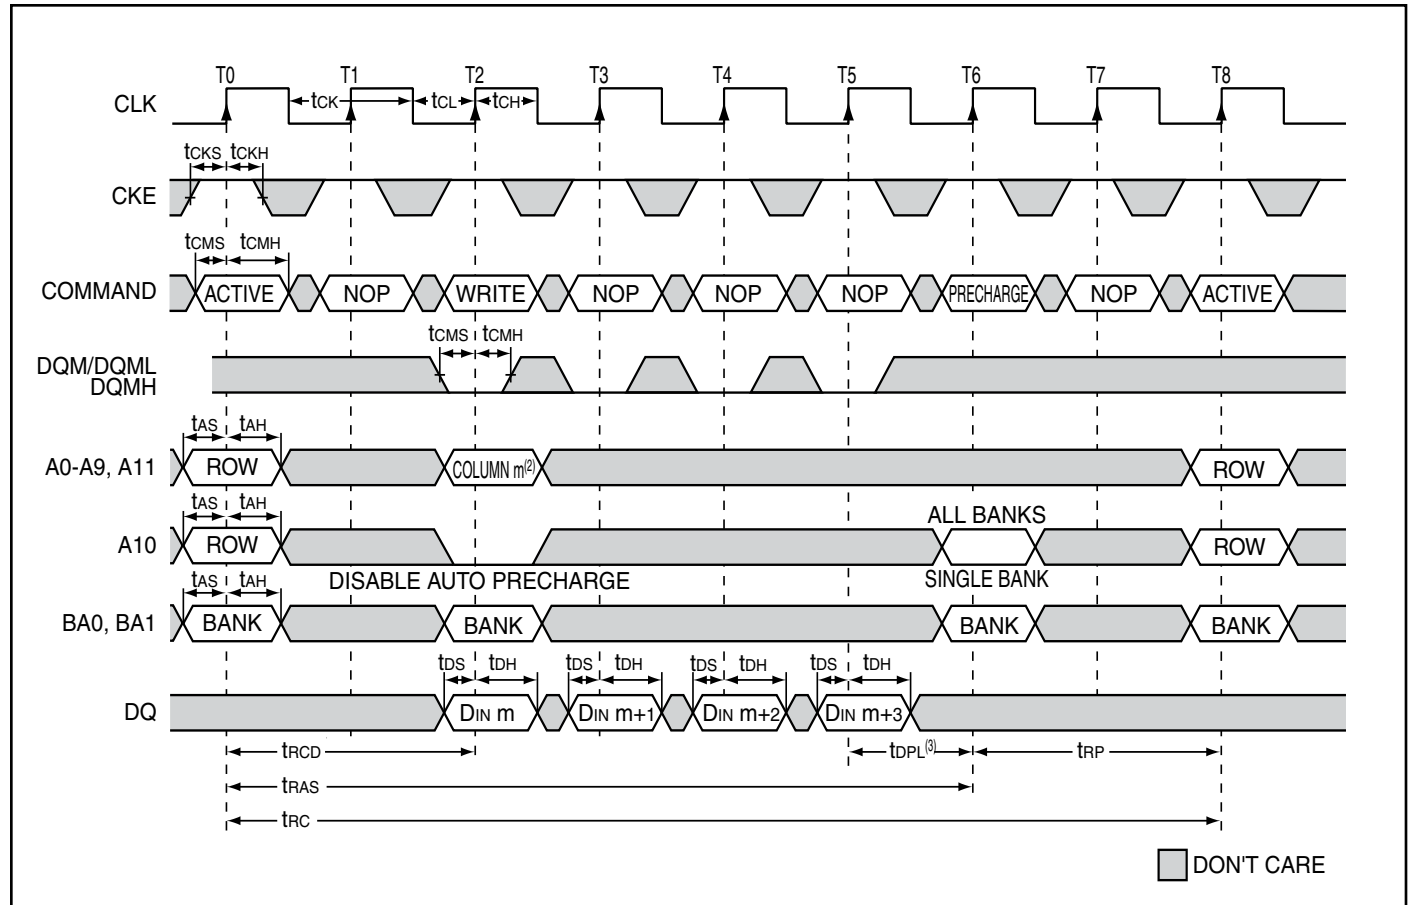 T0 T1 T2 T3 T4 T5 T6 T7 T8
CLK tCK tCL tCH
tCKS tCKH
CKE
tCMS tCMH
COMMAND ACTIVE NOP WRITE NOP NOP NOP PRECHARGE NOP ACTIVE
tCMS tCMH
DQM/DQML
DQMH
tAS tAH
A0-A9, A11 ROW COLUMN m(2) ROW
tAS tAH
ALL BANKS
A10 ROW ROW
DISABLE AUTO PRECHARGE SINGLE BANK
tAS tAH
BA0, BA1 BANK BANK BANK BANK
tDS tDH tDS tDH tDS tDH tDS tDH
DQ DIN m DIN m+1 DIN m+2 DIN m+3
tRCD tDPL(3) tRP
tRAS
tRC
DON'T CARE